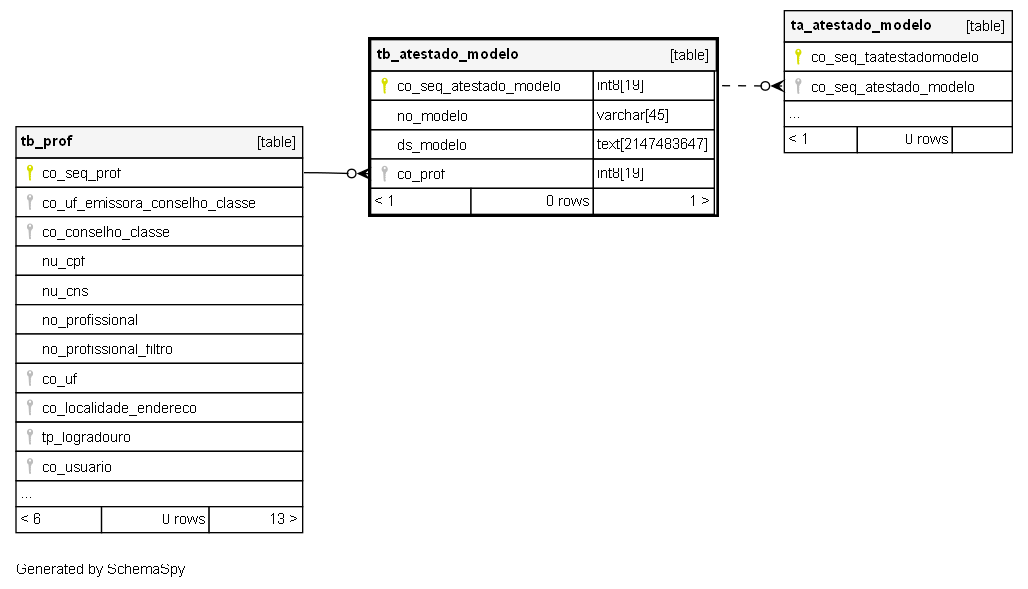 ta_atestado_modelo [table]
co_seq_taatestadomodelo
co_seq_atestado_modelo
...
< 1 0 rows
tb_atestado_modelo [table]
co_seq_atestado_modelo int8[19]
no_modelo varchar[45]
ds_modelo text[2147483647]
co_prof int8[19]
< 1 0 rows 1 >
tb_prof [table]
co_seq_prof
co_uf_emissora_conselho_classe
co_conselho_classe
nu_cpf
nu_cns
no_profissional
no_profissional_filtro
co_uf
co_localidade_endereco
tp_logradouro
co_usuario
...
< 6 0 rows 13 >
Generated by SchemaSpy